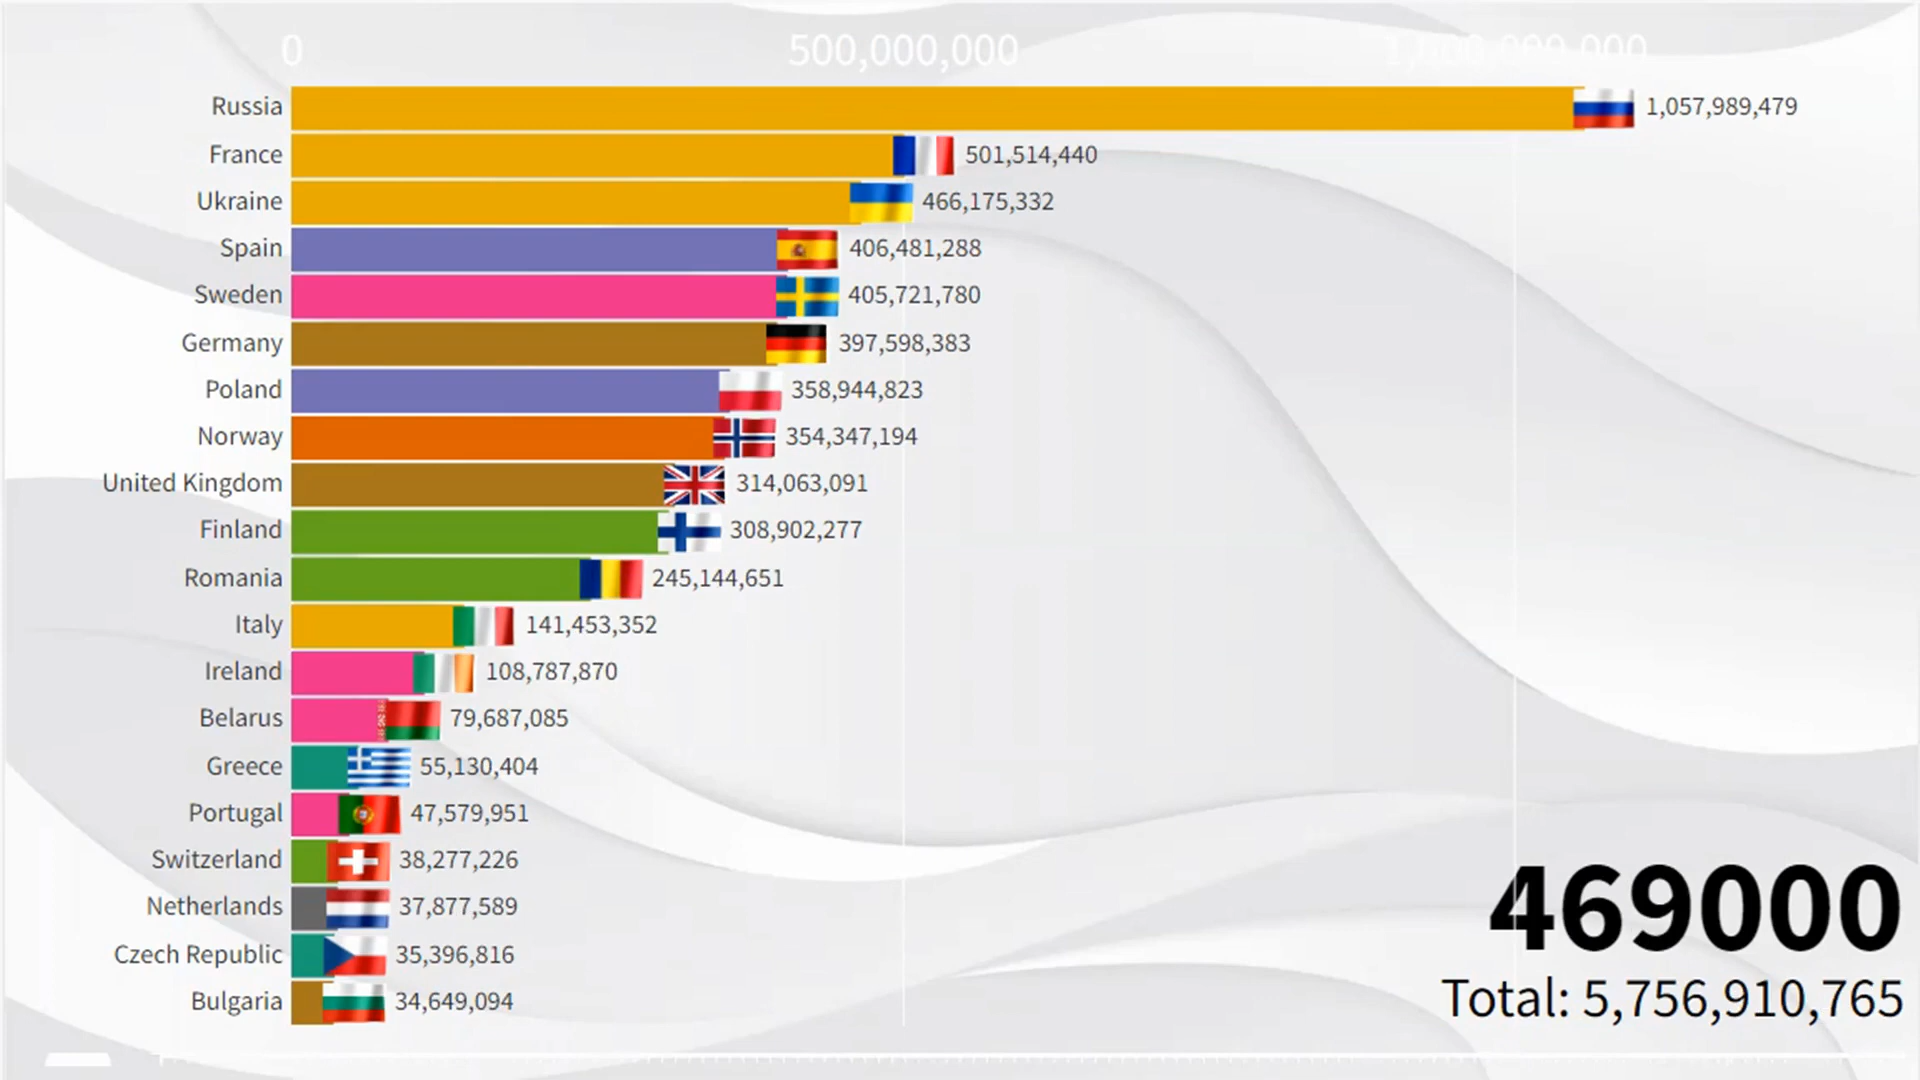 0 500,000,000 1,000,000,000
Russia 1,057,989,479
France 501,514,440
Ukraine 466,175,332
Spain 406,481,288
Sweden 405,721,780
Germany 397,598,383
Poland 358,944,823
Norway 354,347,194
United Kingdom 314,063,091
Finland 308,902,277
Romania 245,144,651
Italy 141,453,352
Ireland 108,787,870
Belarus 79,687,085
Greece 55,130,404
Portugal 47,579,951
Switzerland 38,277,226
Netherlands 37,877,589
Czech Republic 35,396,816
Bulgaria 34,649,094
469000
Total: 5,756,910,765